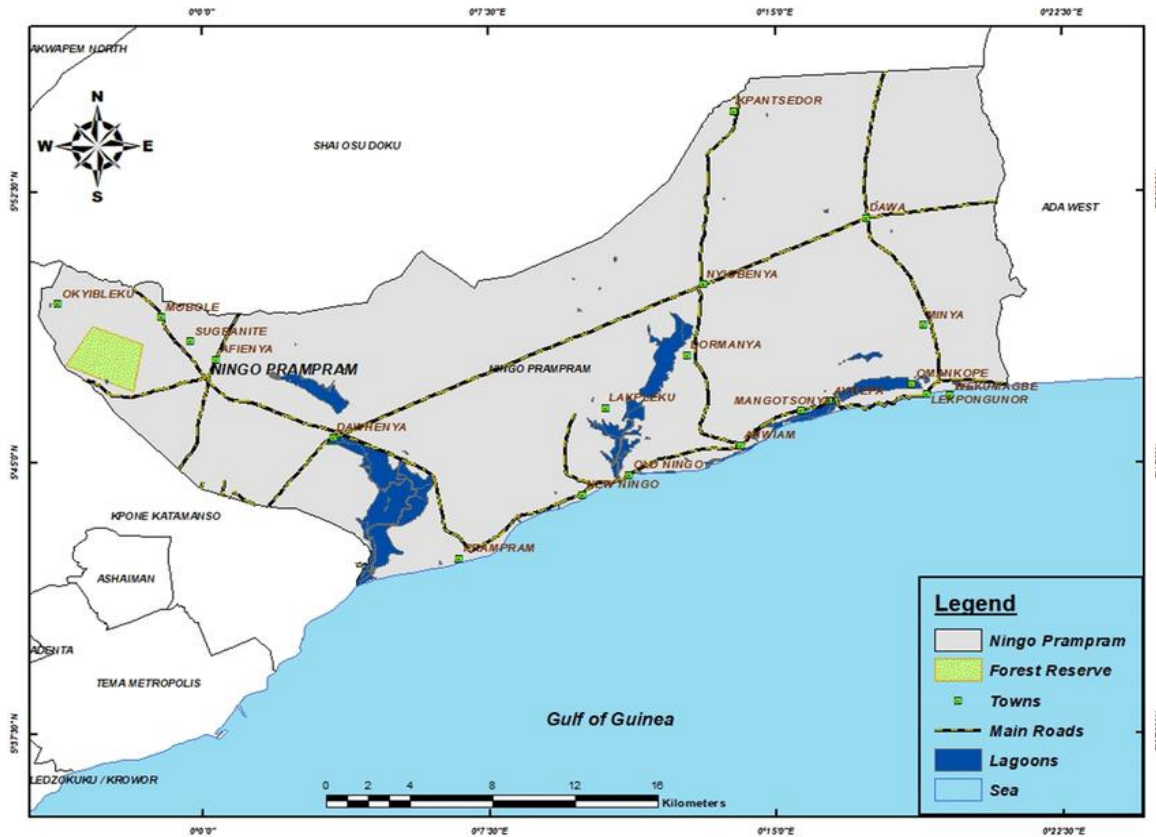 0°0'0"
0°7'30"E
0°15'0"E
0°22'30"E
AKWAPEM NORTH
N
W E
S
SHAI OSU DOKU
IKPANTSEDOR
5°52'30"N
DAWA
ADA WEST
NYIGBENYA
OKYIBLEKU
MOBOLE
MINYA
SUGBANITE
AFIENYA
DORMANYA
NINGO PRAMPRAM
NINGO PRAMPRAM
OMANKOPE
WEKUMAGBE
LEKPONGUNOR
LAKPLEKU
MANGOTSONYA
DAWHENYA
AHWIAM
5°45'0"N
OLD NINGO
NEW NINGO
KPONE KATAMANSO
PRAMPRAM
ASHAIMAN
ADENTA
TEMA METROPOLIS
Gulf of Guinea
5°37'30"N
LEDZOKUKU / KROWOR
0 2 4 8 12 16
Kilometers
Legend
Ningo Prampram
Forest Reserve
Towns
Main Roads
Lagoons
Sea
0°0'0"
0°7'30"E
0°15'0"E
0°22'30"E